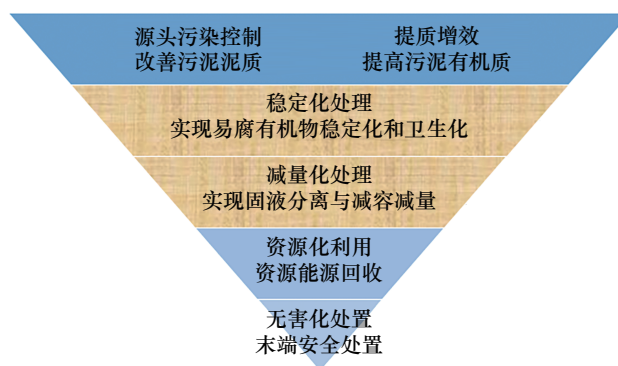 源头污染控制
改善污泥泥质
提质增效
提高污泥有机质
稳定化处理
实现易腐有机物稳定化和卫生化
减量化处理
实现固液分离与减容减量
资源化利用
资源能源回收
无害化处置
末端安全处置